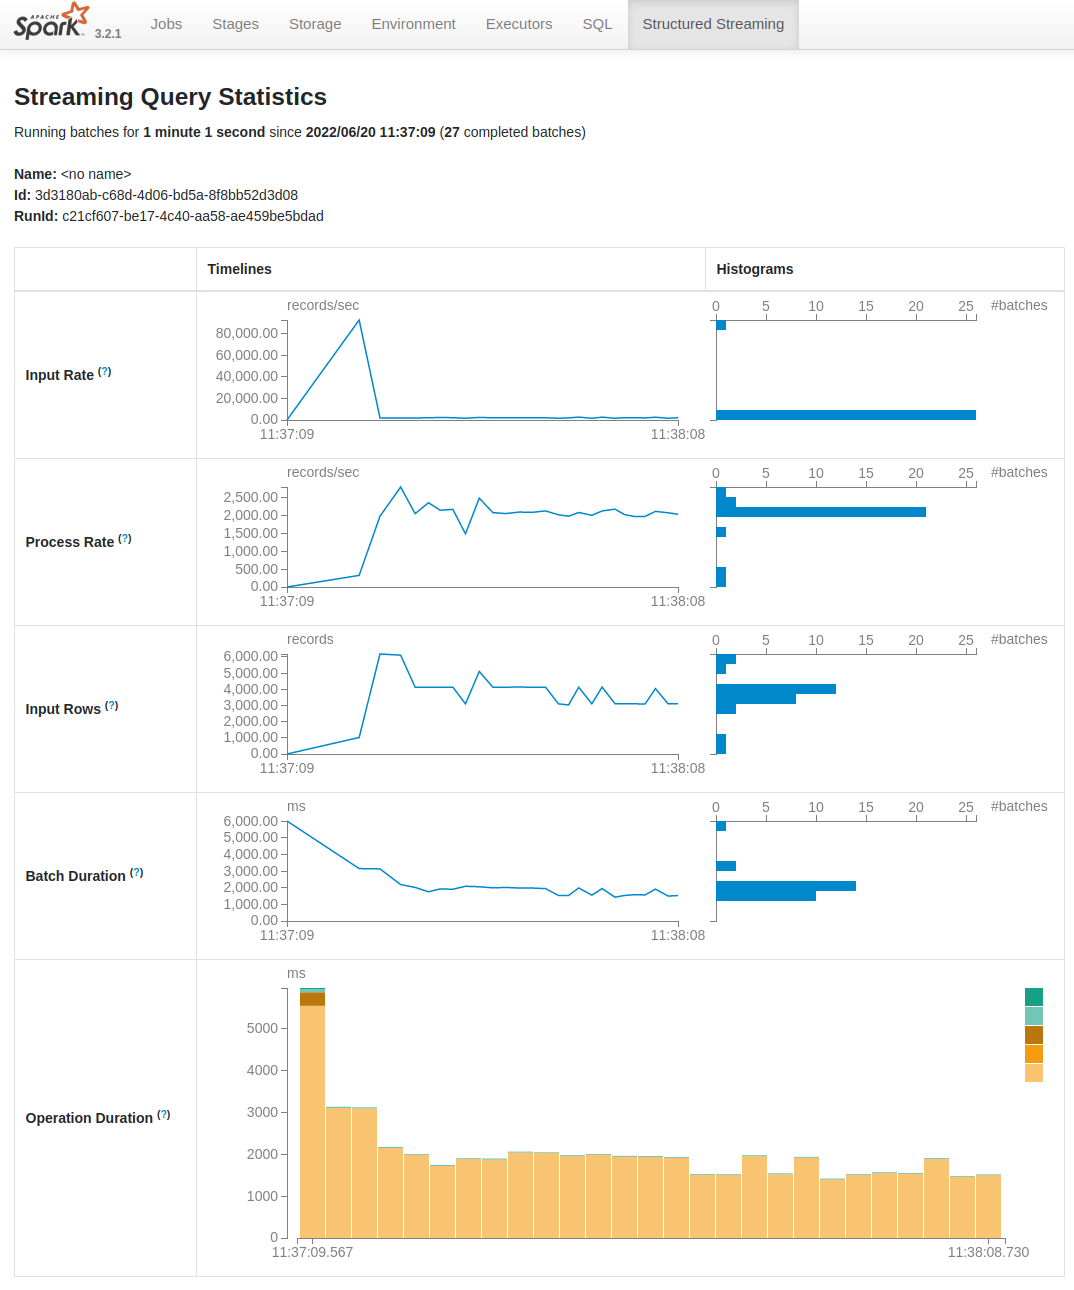 APACHE
Spark 3.2.1 Jobs Stages Storage Environment Executors SQL Structured Streaming
Streaming Query Statistics
Running batches for 1 minute 1 second since 2022/06/20 11:37:09 (27 completed batches)
Name: <no name>
Id: 3d3180ab-c68d-4d06-bd5a-8f8bb52d3d08
RunId: c21cf607-be17-4c40-aa58-ae459be5bdad
Timelines Histograms
Input Rate (?)
records/sec
80,000.00
60,000.00
40,000.00
20,000.00
0.00
11:37:09 11:38:08
0 5 10 15 20 25 #batches
Process Rate (?)
records/sec
2,500.00
2,000.00
1,500.00
1,000.00
500.00
0.00
11:37:09 11:38:08
0 5 10 15 20 25 #batches
Input Rows (?)
records
6,000.00
5,000.00
4,000.00
3,000.00
2,000.00
1,000.00
0.00
11:37:09 11:38:08
0 5 10 15 20 25 #batches
Batch Duration (?)
ms
6,000.00
5,000.00
4,000.00
3,000.00
2,000.00
1,000.00
0.00
11:37:09 11:38:08
0 5 10 15 20 25 #batches
Operation Duration (?)
ms
5000
4000
3000
2000
1000
0
11:37:09.567 11:38:08.730